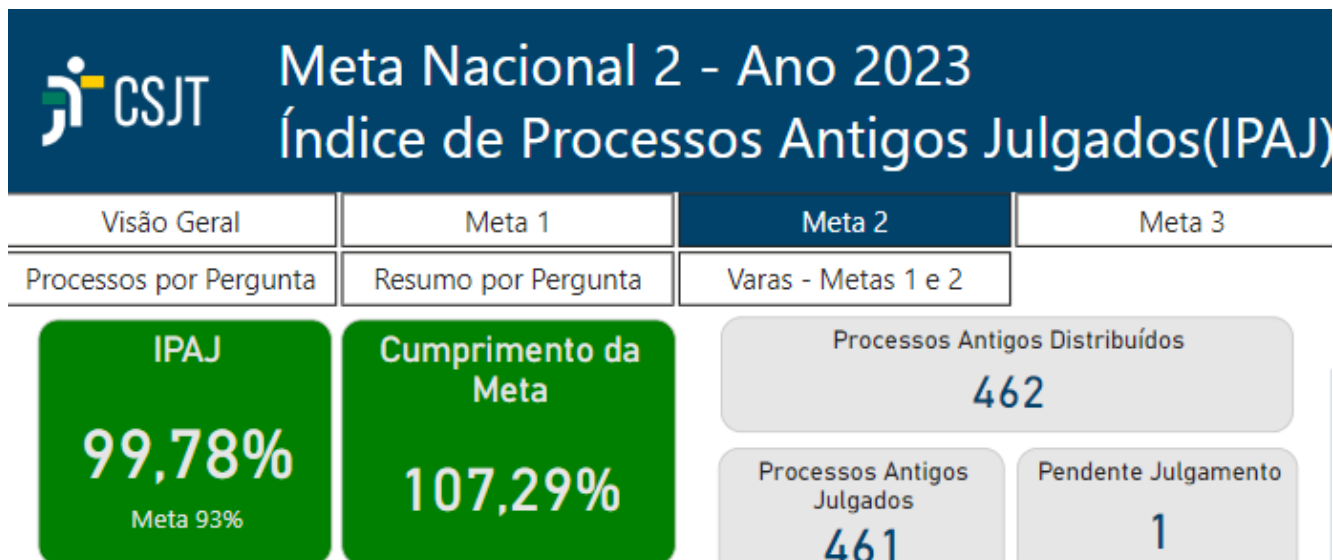 CSJT
Meta Nacional 2 - Ano 2023
Índice de Processos Antigos Julgados(IPAJ)
Visão Geral
Meta 1
Meta 2
Meta 3
Processos por Pergunta
Resumo por Pergunta
Varas - Metas 1 e 2
IPAJ
99,78%
Meta 93%
Cumprimento da
Meta
107,29%
Processos Antigos Distribuídos
462
Processos Antigos
Julgados
461
Pendente Julgamento
1